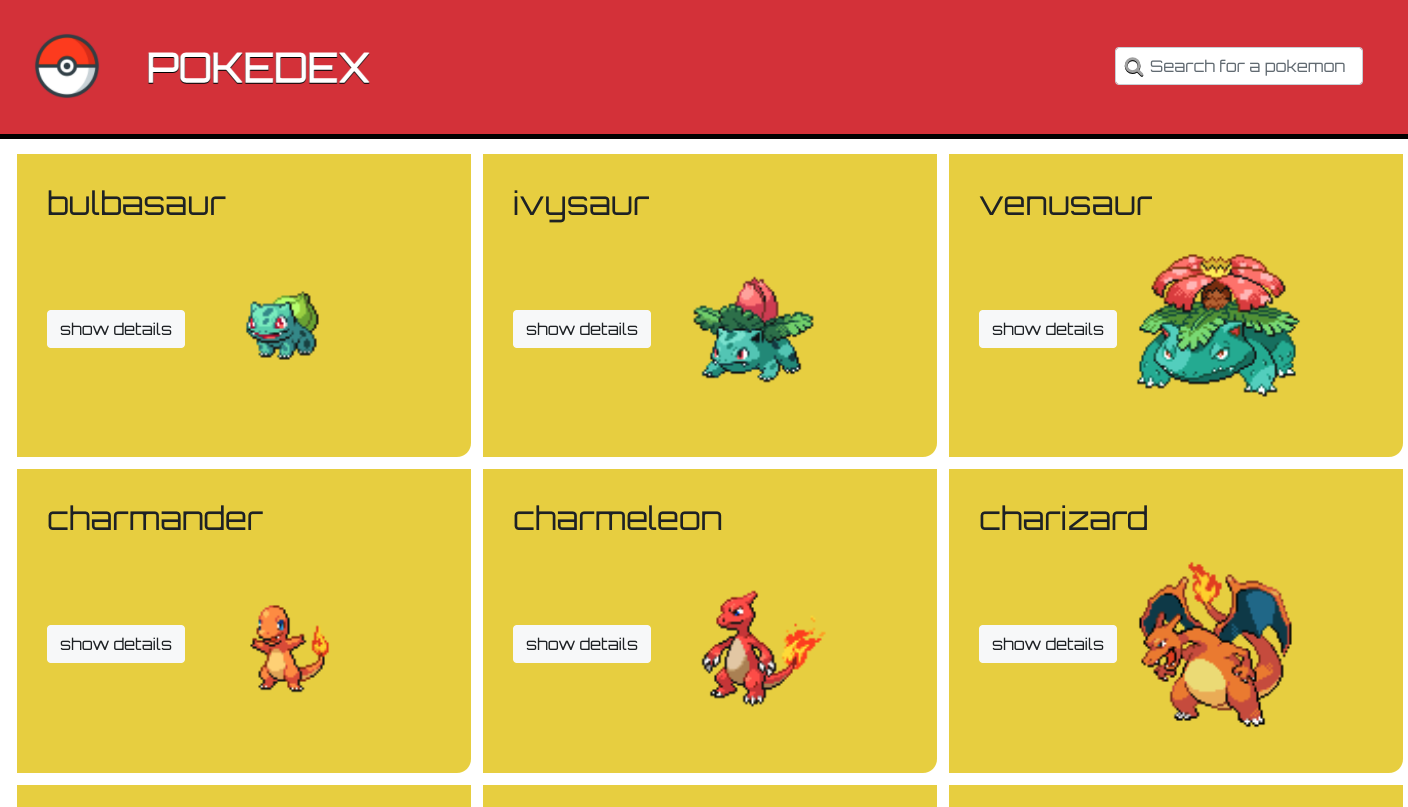 POKEDEX
Search for a pokemon
bulbasaur
ivysaur
venusaur
show details
show details
show details
charmander
charmeleon
charizard
show details
show details
show details